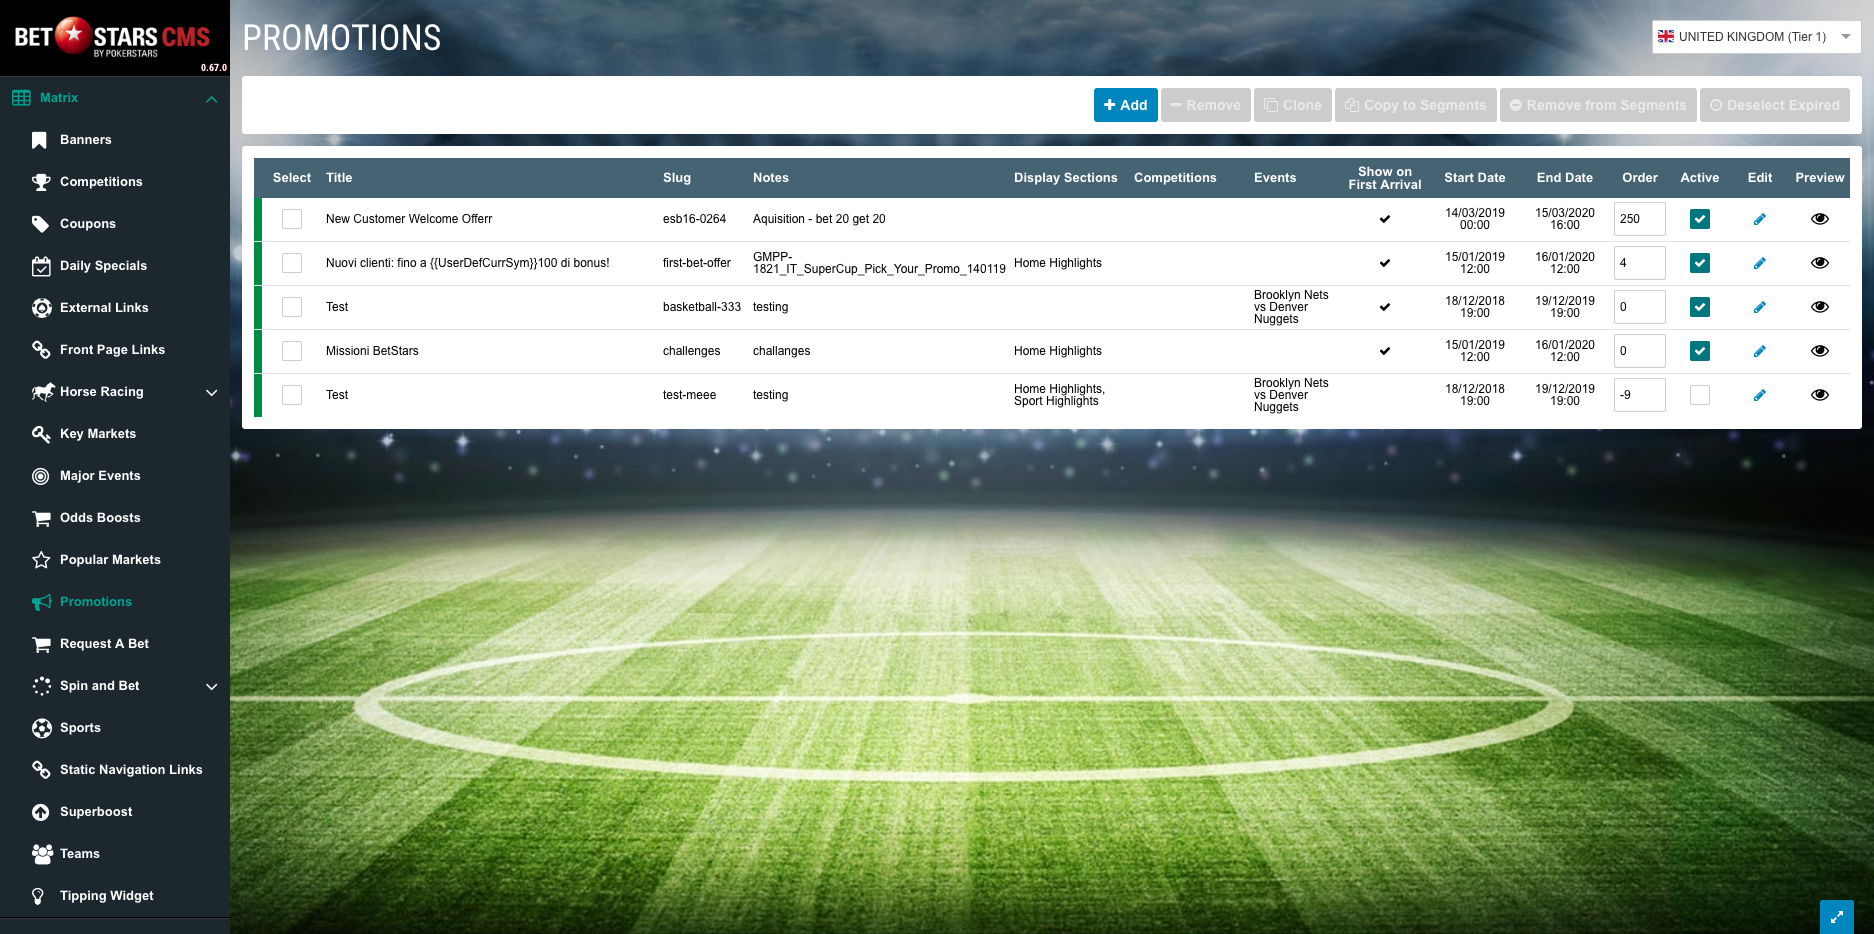 BET STARS CMS
BY POKERSTARS
0.67.0
PROMOTIONS
UNITED KINGDOM (Tier 1)
Matrix
Banners
Competitions
Coupons
Daily Specials
External Links
Front Page Links
Horse Racing
Key Markets
Major Events
Odds Boosts
Popular Markets
Promotions
Request A Bet
Spin and Bet
Sports
Static Navigation Links
Superboost
Teams
Tipping Widget
Add Remove Clone Copy to Segments Remove from Segments Deselect Expired
Select Title Slug Notes Display Sections Competitions Events Show on First Arrival Start Date End Date Order Active Edit Preview
New Customer Welcome Offerr esb16-0264 Aquisition - bet 20 get 20 14/03/2019 00:00 15/03/2020 16:00 250
Nuovi clienti: fino a {{UserDefCurrSym}}100 di bonus! first-bet-offer GMPP-1821_IT_SuperCup_Pick_Your_Promo_140119 Home Highlights 15/01/2019 12:00 16/01/2020 12:00 4
Test basketball-333 testing Brooklyn Nets vs Denver Nuggets 18/12/2018 19:00 19/12/2019 19:00 0
Missioni BetStars challenges challanges Home Highlights 15/01/2019 12:00 16/01/2020 12:00 0
Test test-meee testing Home Highlights, Sport Highlights Brooklyn Nets vs Denver Nuggets 18/12/2018 19:00 19/12/2019 19:00 -9